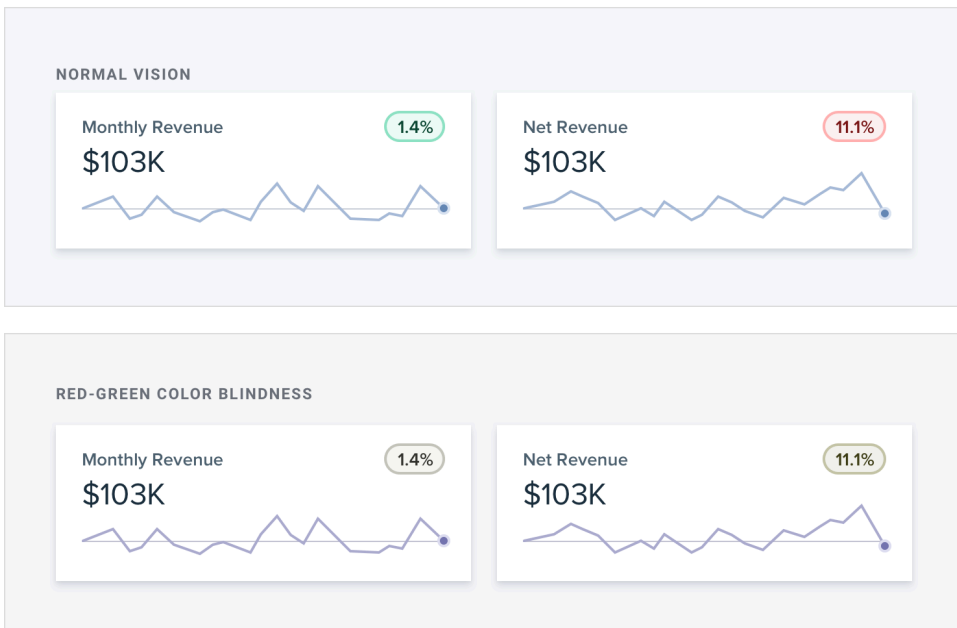 NORMAL VISION
Monthly Revenue 1.4%
$103K
Net Revenue 11.1%
$103K
RED-GREEN COLOR BLINDNESS
Monthly Revenue 1.4%
$103K
Net Revenue 11.1%
$103K